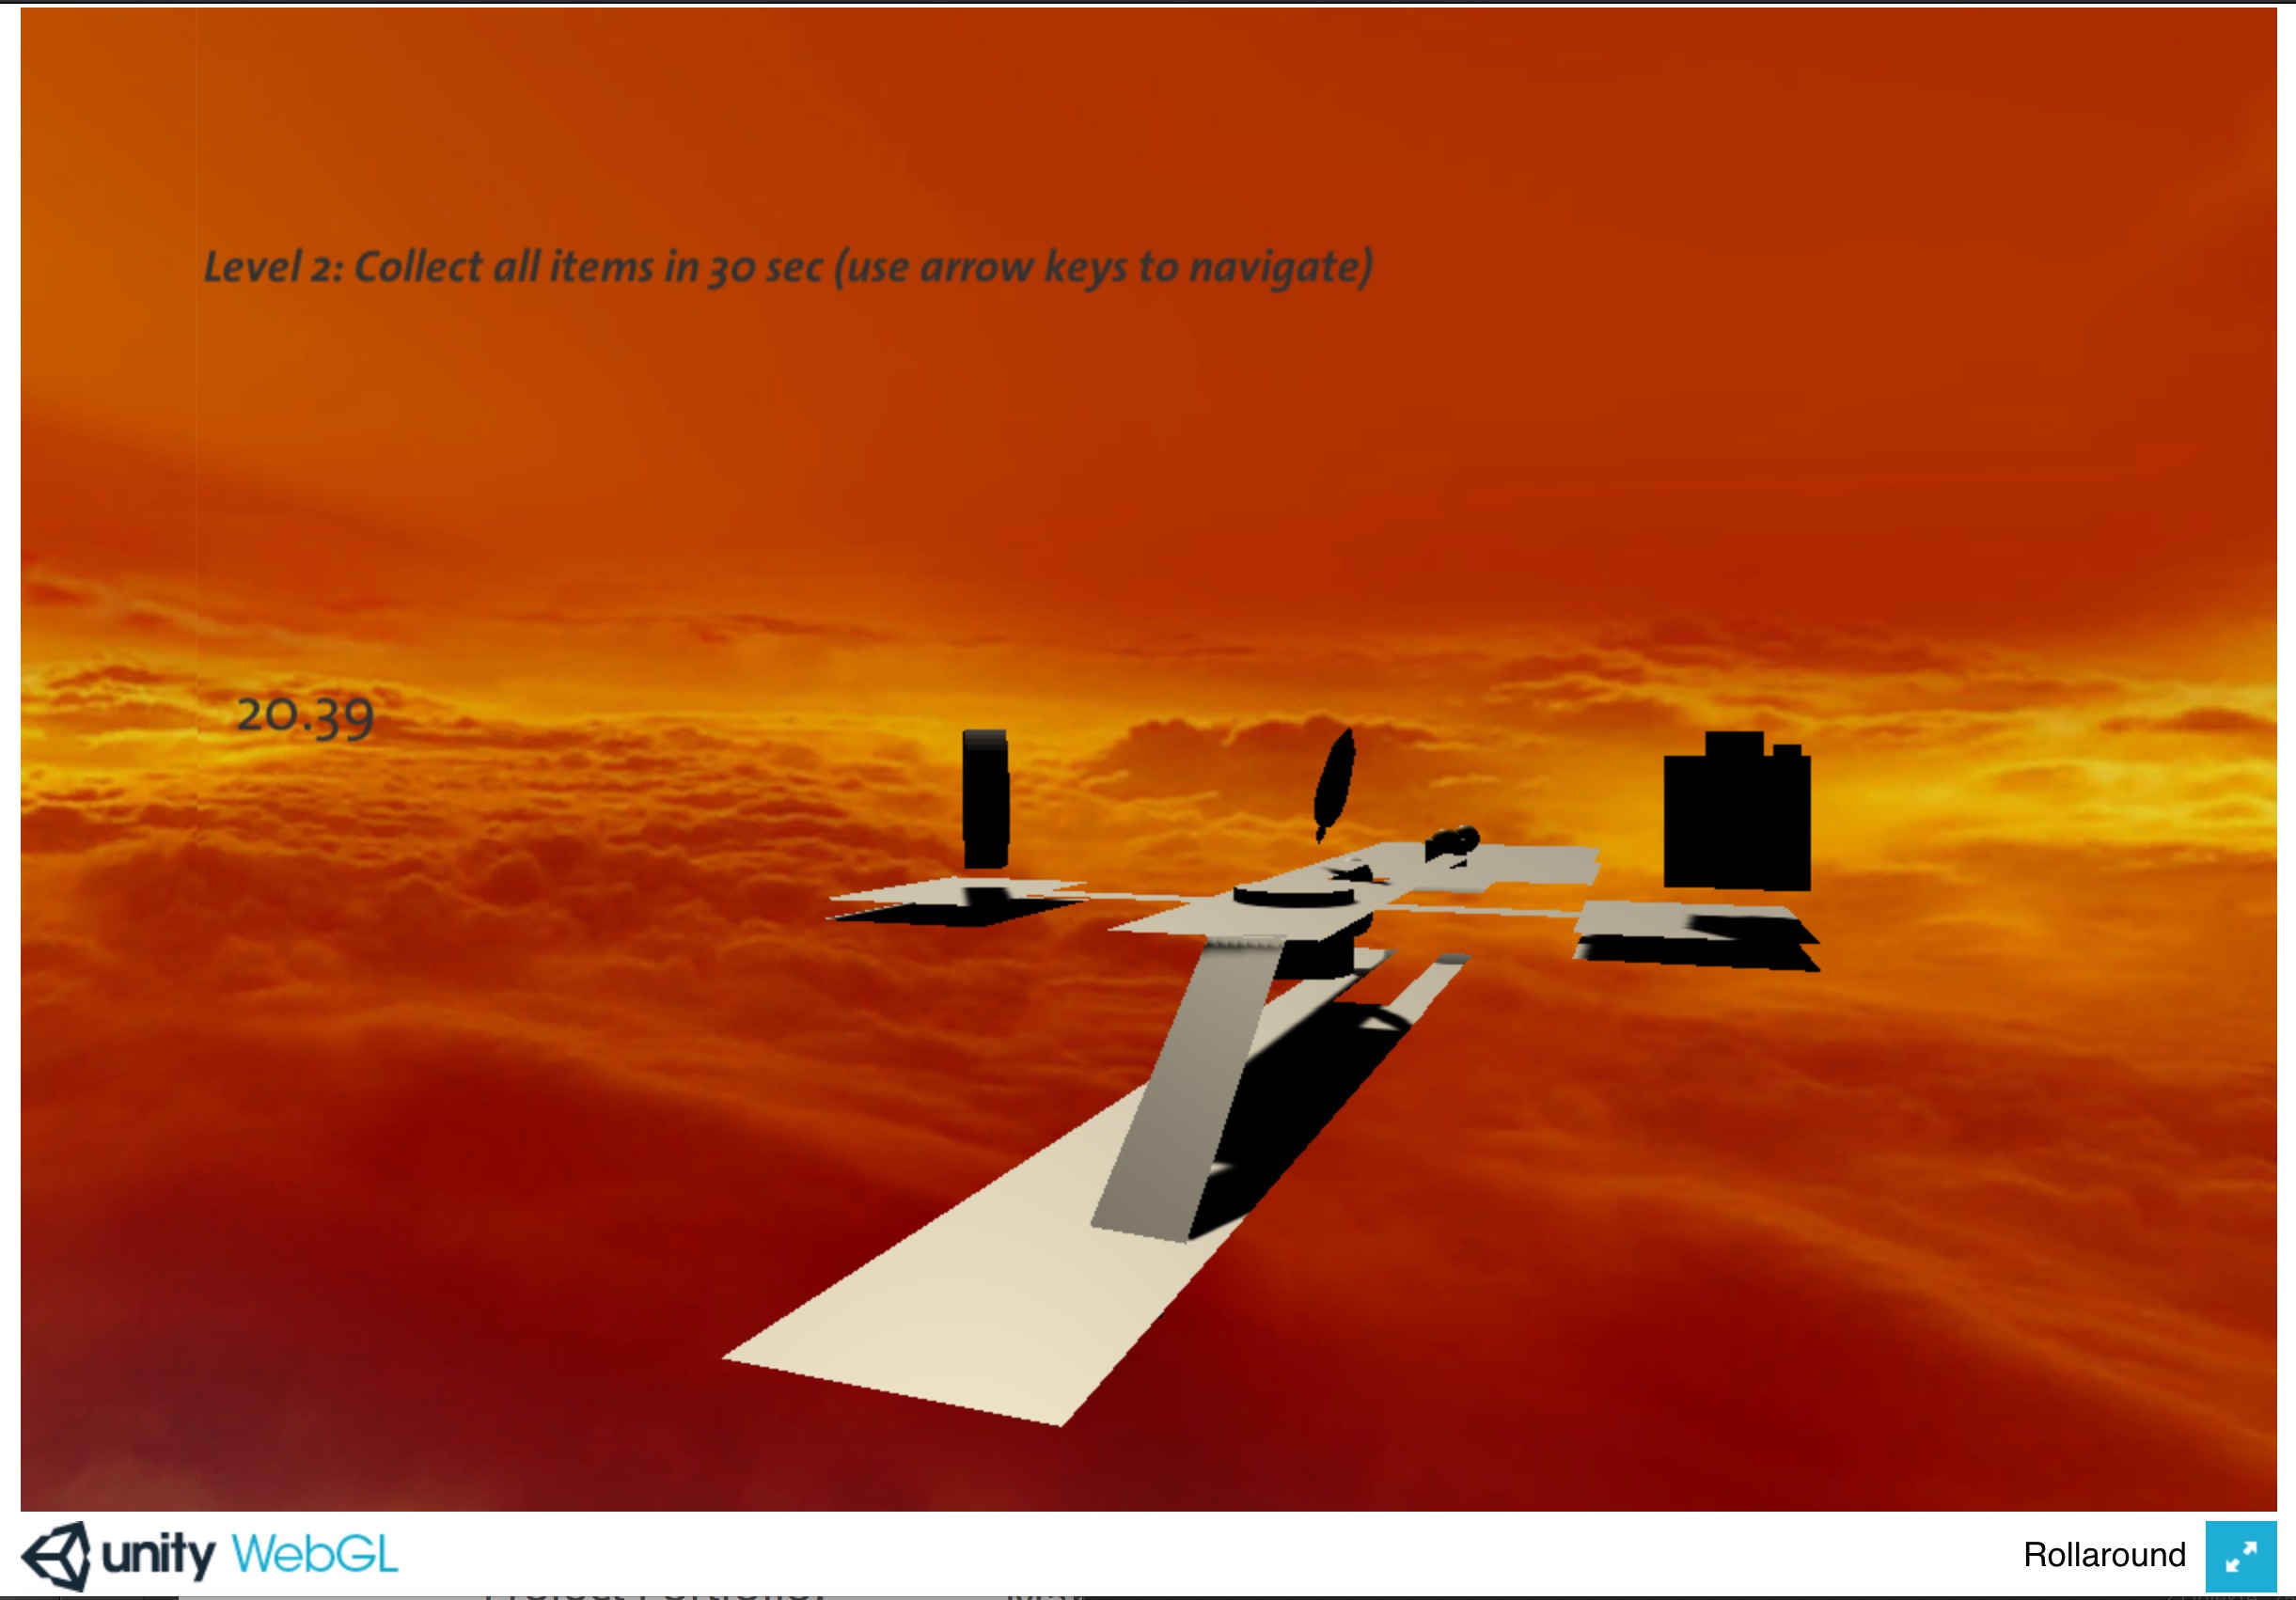 Level 2: Collect all items in 30 sec (use arrow keys to navigate)
20.39
unity WebGL
Rollaround